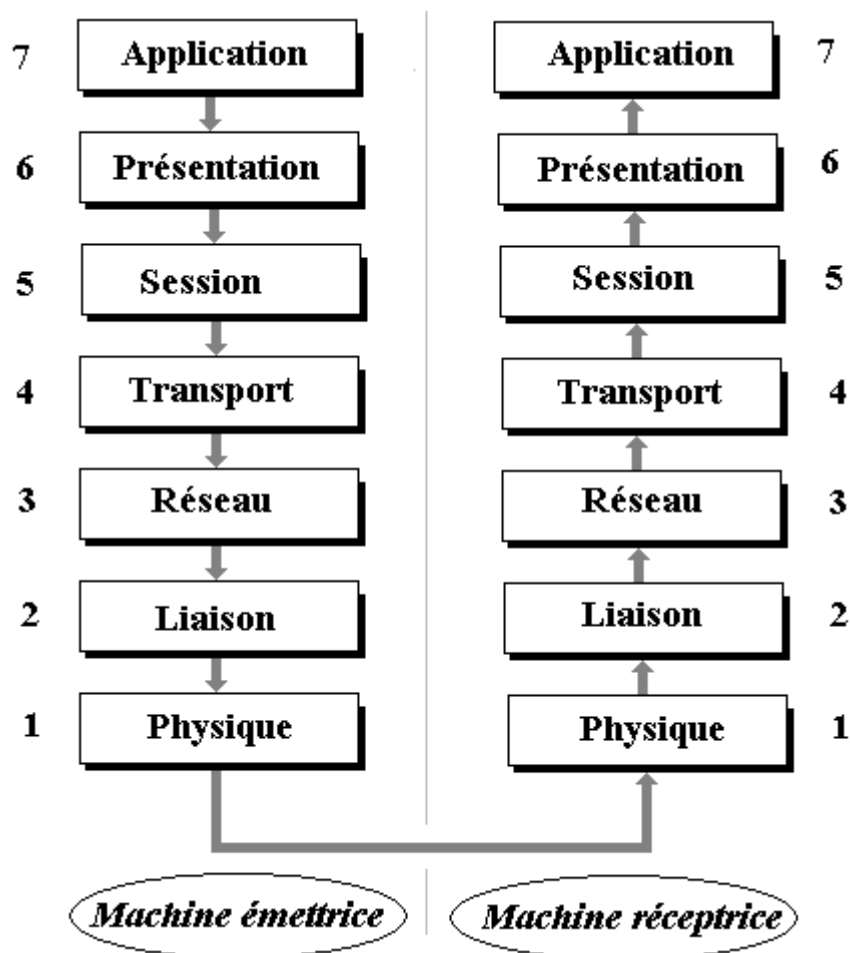 7 Application
6 Présentation
5 Session
4 Transport
3 Réseau
2 Liaison
1 Physique
Machine émettrice
Application 7
Présentation 6
Session 5
Transport 4
Réseau 3
Liaison 2
Physique 1
Machine réceptrice